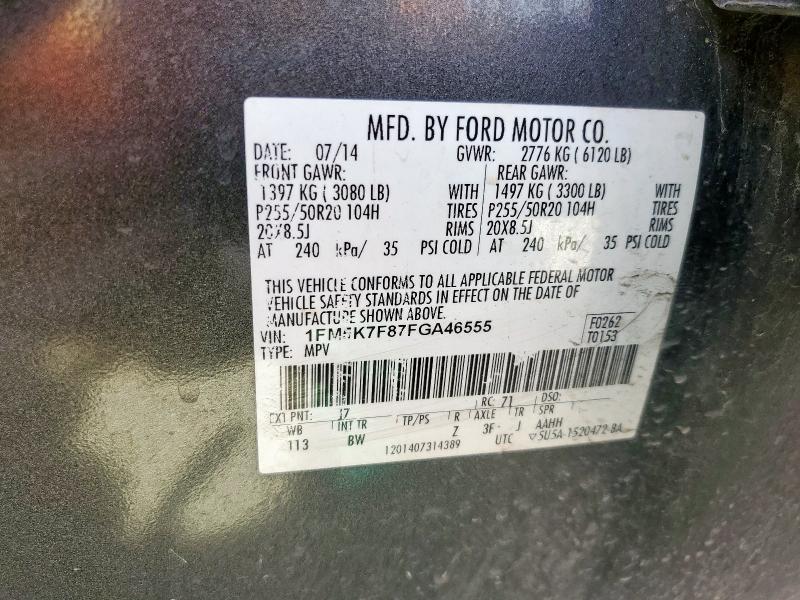 MFD. BY FORD MOTOR CO.
DATE: 07/14 GVWR: 2776 KG ( 6120 LB)
FRONT GAWR: REAR GAWR:
1397 KG ( 3080 LB) WITH 1497 KG ( 3300 LB) WITH
P255/50R20 104H TIRES P255/50R20 104H TIRES
20X8.5J RIMS 20X8.5J RIMS
AT 240 kPa/ 35 PSI COLD AT 240 kPa/ 35 PSI COLD
THIS VEHICLE CONFORMS TO ALL APPLICABLE FEDERAL MOTOR
VEHICLE SAFETY STANDARDS IN EFFECT ON THE DATE OF
MANUFACTURE SHOWN ABOVE.
VIN: 1FM5K7F87FGA46555 F0262
TYPE: MPV T0153
EXT PNT: J7 RC: 71 DSO:
WB INT TR TP/PS R AXLE TR SPR
113 BW Z 3F J AAHH
1201407314389 UTC ▽5U5A-1520472-BA